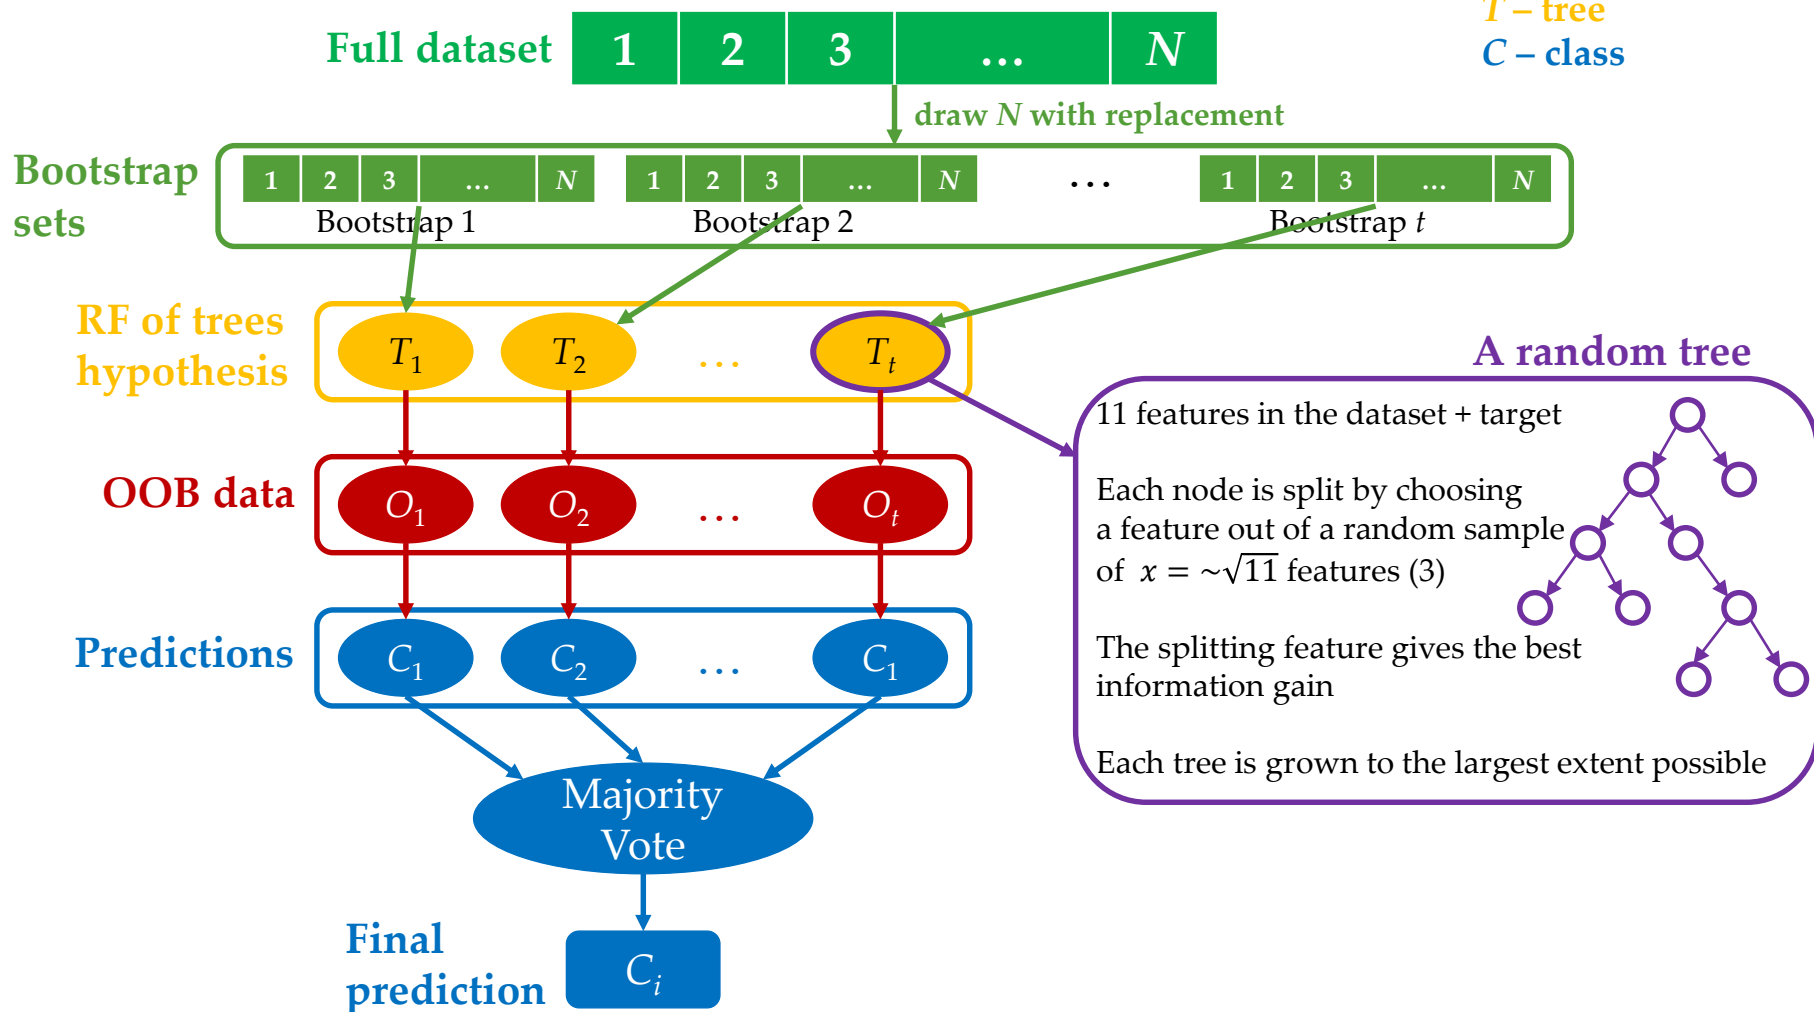 T – tree
C – class
Full dataset
1 2 3 … N
draw N with replacement
Bootstrap
sets
1 2 3 … N
Bootstrap 1
1 2 3 … N
Bootstrap 2
…
1 2 3 … N
Bootstrap t
RF of trees
hypothesis
T1 T2 … Tt
OOB data
O1 O2 … Ot
Predictions
C1 C2 … C1
Majority
Vote
Final
prediction
Ci
A random tree
11 features in the dataset + target
Each node is split by choosing
a feature out of a random sample
of x = ~√11 features (3)
The splitting feature gives the best
information gain
Each tree is grown to the largest extent possible